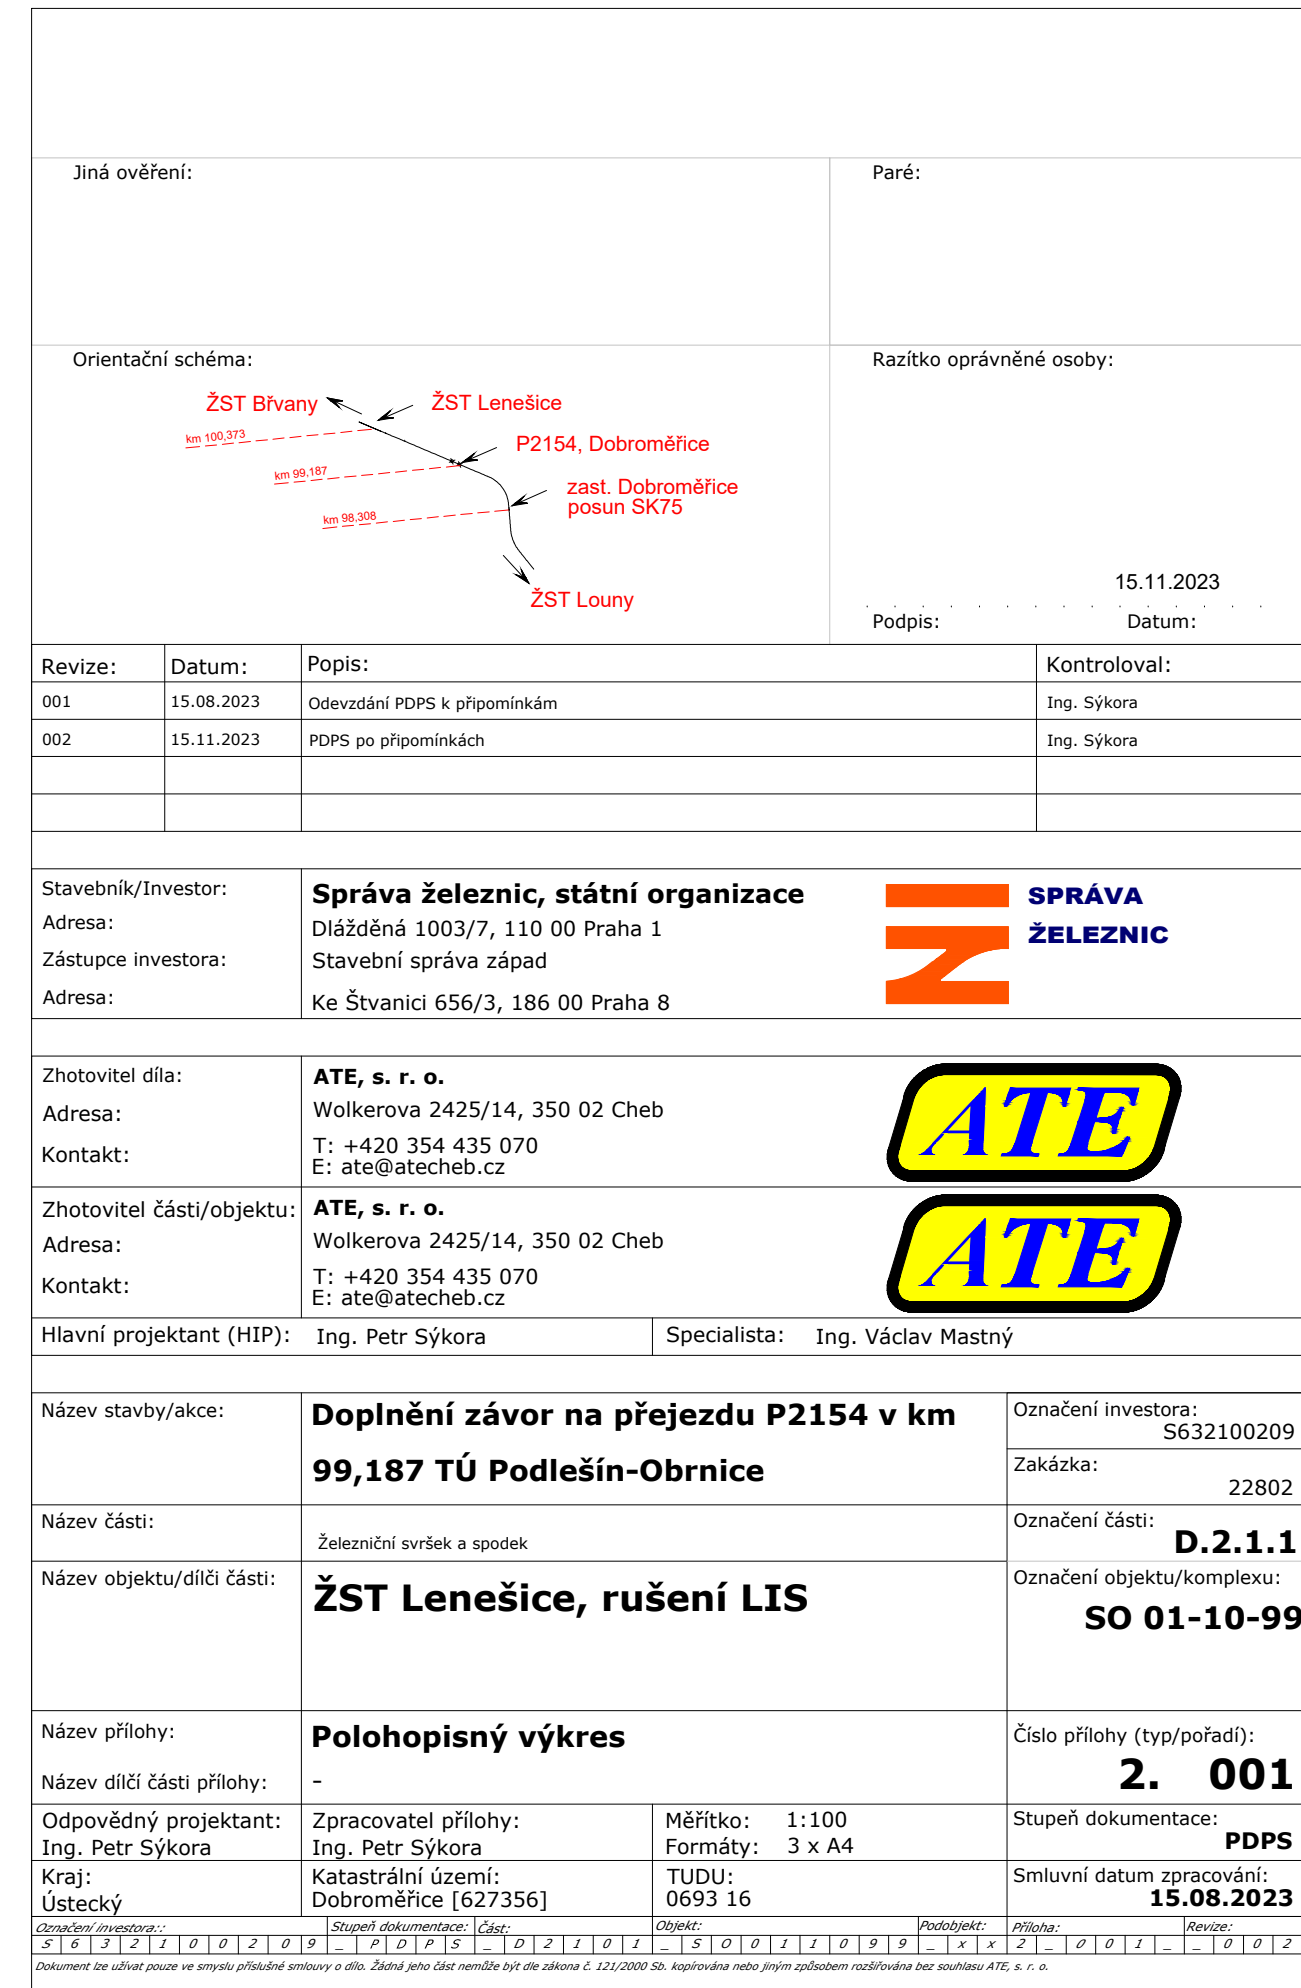 Jiná ověření:
Paré:
Orientační schéma:
Razítko oprávněné osoby:
ŽST Břvany
ŽST Lenešice
km 100,373
P2154, Dobroměřice
km 99,187
zast. Dobroměřice
posun SK75
km 98,308
ŽST Louny
15.11.2023
Podpis: Datum:
Revize: Datum: Popis: Kontroloval:
001 15.08.2023 Odevzdání PDPS k připomínkám Ing. Sýkora
002 15.11.2023 PDPS po připomínkách Ing. Sýkora
Stavebník/Investor: Správa železnic, státní organizace
Adresa: Dlážděná 1003/7, 110 00 Praha 1
Zástupce investora: Stavební správa západ
Adresa: Ke Štvanici 656/3, 186 00 Praha 8
SPRÁVA
ŽELEZNIC
Zhotovitel díla: ATE, s. r. o.
Adresa: Wolkerova 2425/14, 350 02 Cheb
Kontakt: T: +420 354 435 070
E: ate@atecheb.cz
ATE
Zhotovitel části/objektu: ATE, s. r. o.
Adresa: Wolkerova 2425/14, 350 02 Cheb
Kontakt: T: +420 354 435 070
E: ate@atecheb.cz
ATE
Hlavní projektant (HIP): Ing. Petr Sýkora Specialista: Ing. Václav Mastný
Název stavby/akce: Doplnění závor na přejezdu P2154 v km
99,187 TÚ Podlešín-Obrnice
Označení investora:
S632100209
Zakázka:
22802
Název části: Železniční svršek a spodek
Označení části:
D.2.1.1
Název objektu/dílči části: ŽST Lenešice, rušení LIS
Označení objektu/komplexu:
SO 01-10-99
Název přílohy: Polohopisný výkres
Název dílčí části přílohy: -
Číslo přílohy (typ/pořadí):
2. 001
Odpovědný projektant: Zpracovatel přílohy: Měřítko: 1:100
Ing. Petr Sýkora Ing. Petr Sýkora Formáty: 3 x A4
Stupeň dokumentace:
PDPS
Kraj: Katastrální území: TUDU:
Ústecký Dobroměřice [627356] 0693 16
Smluvní datum zpracování:
15.08.2023
Označení investora:: Stupeň dokumentace: Část: Objekt: Podobjekt: Příloha: Revize:
S 6 3 2 1 0 0 2 0 9 _ P D P S _ D 2 1 0 1 _ S O 0 1 1 0 9 9 _ x x 2 _ 0 0 1 _ _ 0 0 2
Dokument lze užívat pouze ve smyslu příslušné smlouvy o dílo. Žádná jeho část nemůže být dle zákona č. 121/2000 Sb. kopírována nebo jiným způsobem rozšiřována bez souhlasu ATE, s. r. o.